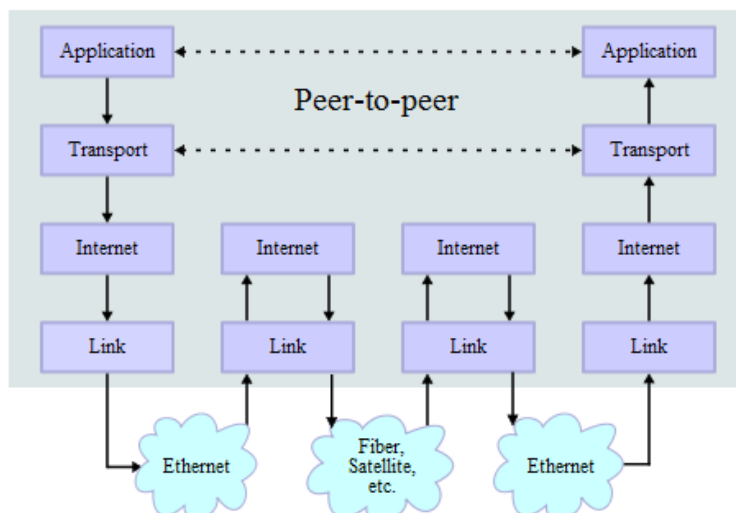 Application
Application
Peer-to-peer
Transport
Transport
Internet
Internet
Internet
Internet
Link
Link
Link
Link
Ethernet
Fiber,
Satellite,
etc.
Ethernet